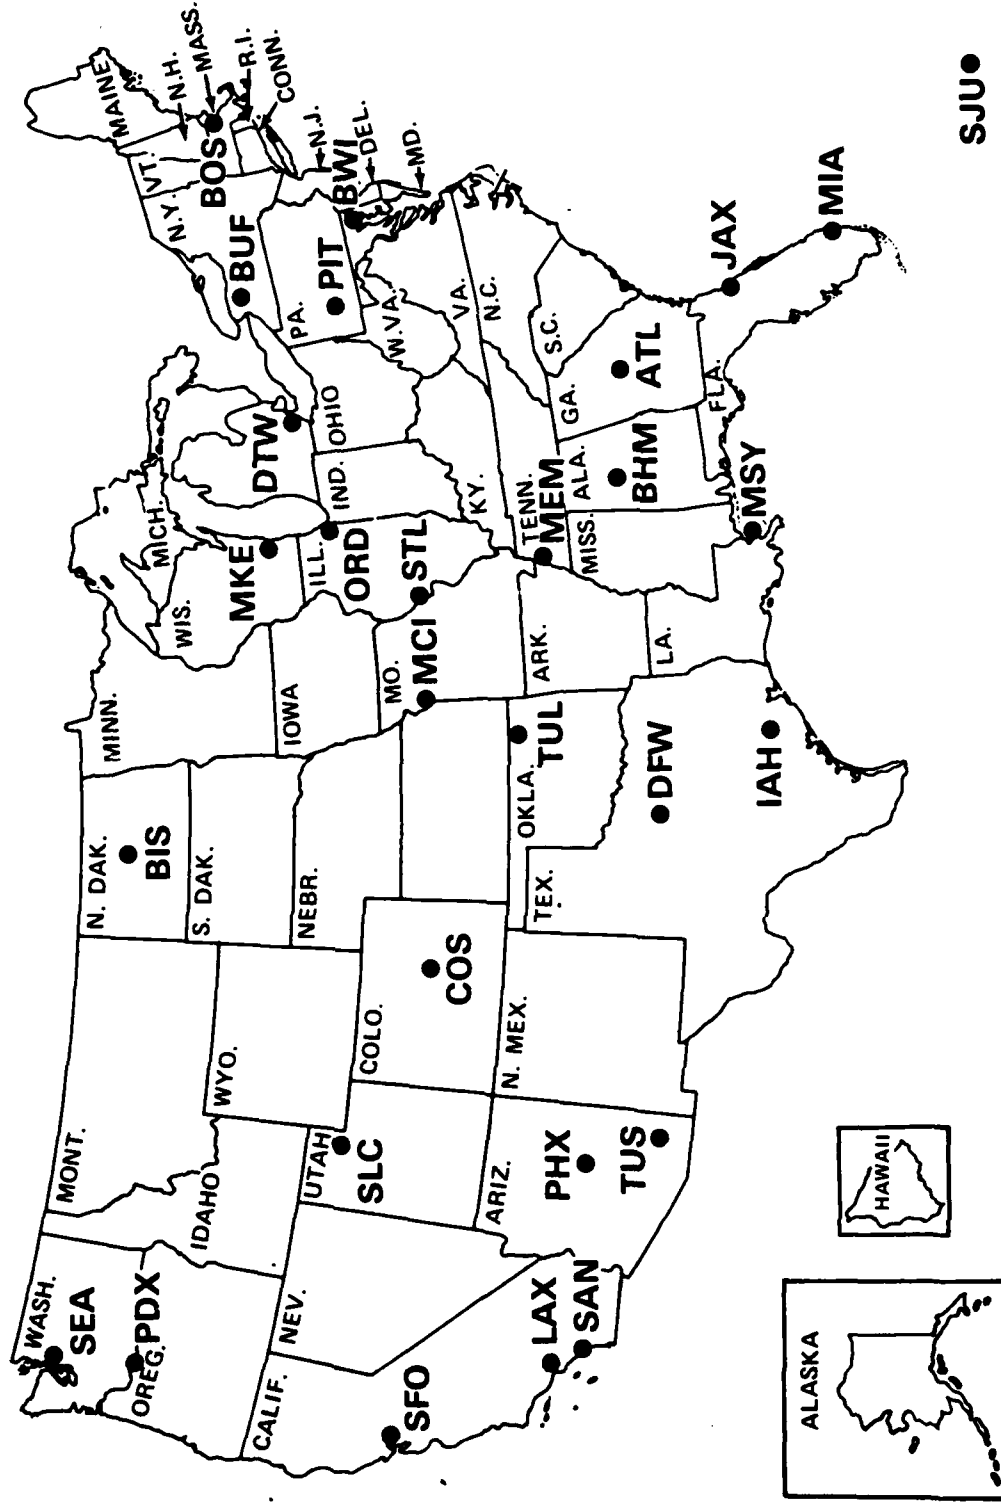 WASH.
SEA
PDX
OREG.
MONT.
IDAHO
N. DAK.
BIS
S. DAK.
MINN.
WIS.
MICH.
MKE
DTW
N.Y.
VT.
MAINE
N.H.
MASS.
R.I.
CONN.
BOS
BUF
N.J.
PA.
PIT
BWI
DEL.
MD.
WYO.
NEBR.
IOWA
ILL.
ORD
IND.
OHIO
W.VA.
VA.
CALIF.
NEV.
UTAH
SLC
COLO.
COS
MO.
MCI
STL
KY.
N.C.
SFO
LAX
SAN
ARIZ.
PHX
TUS
N. MEX.
OKLA.
TUL
ARK.
TENN.
MEM
S.C.
TEX.
DFW
IAH
LA.
MISS.
ALA.
BHM
GA.
ATL
MSY
FLA.
JAX
MIA
SJU
ALASKA
HAWAII